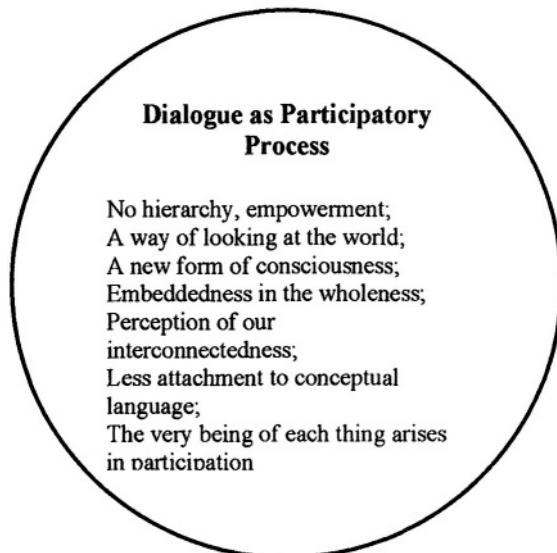 Dialogue as Participatory
Process
No hierarchy, empowerment;
A way of looking at the world;
A new form of consciousness;
Embeddedness in the wholeness;
Perception of our
interconnectedness;
Less attachment to conceptual
language;
The very being of each thing arises
in participation